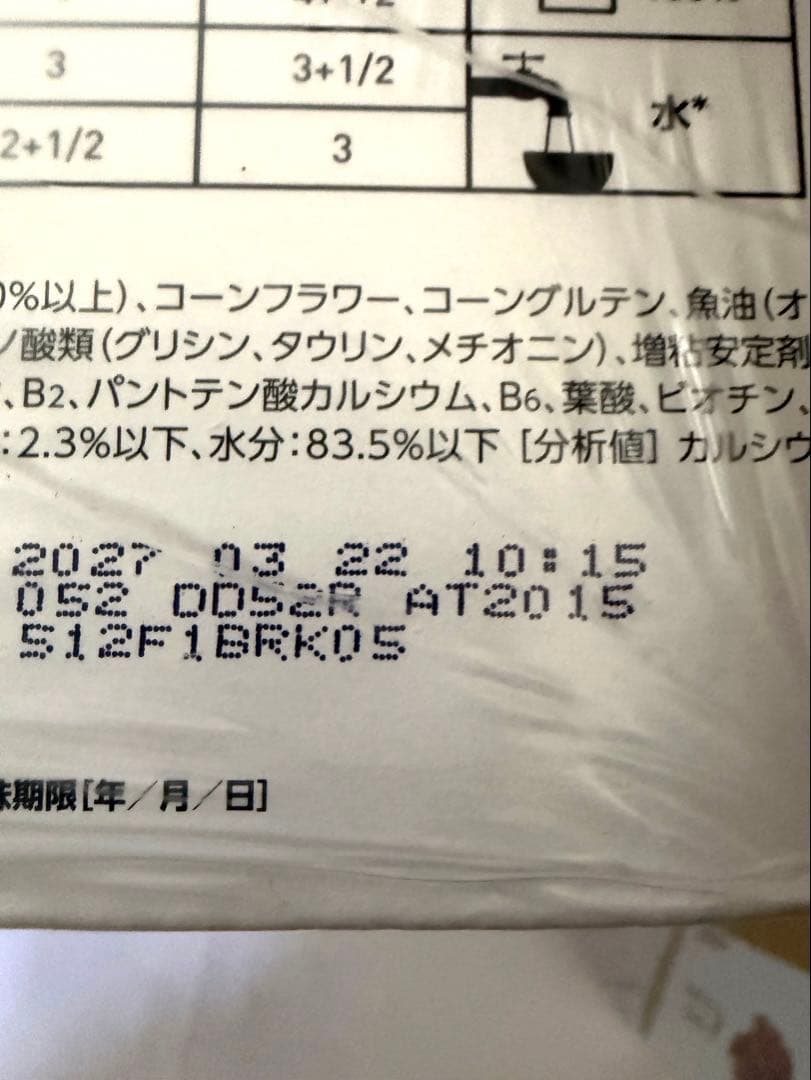 3 3+1/2
水*
2+1/2 3
0%以上)、コーンフラワー、コーングルテン、魚油(オ
ノ酸類(グリシン、タウリン、メチオニン)、増粘安定剤
、B2、パントテン酸カルシウム、B6、葉酸、ビオチン、
:2.3%以下、水分:83.5%以下 [分析値] カルシウ
2027 03 22 10:15
052 DD52R AT2015
512F1BRK05
味期限[年/月/日]